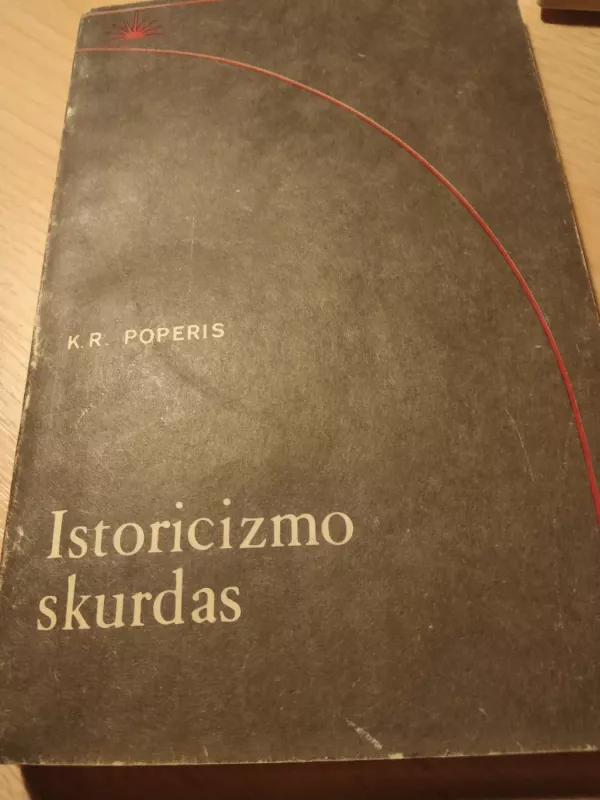 K.R. POPERIS
Istoricizmo
skurdas